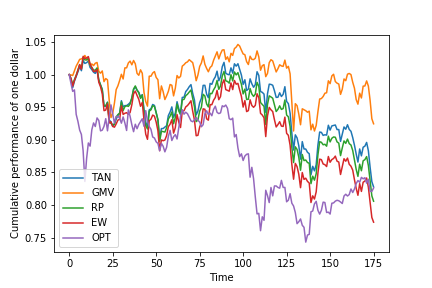 Cumulative performance of one dollar
1.05
1.00
0.95
0.90
0.85
0.80
0.75
TAN
GMV
RP
EW
OPT
0 25 50 75 100 125 150 175
Time